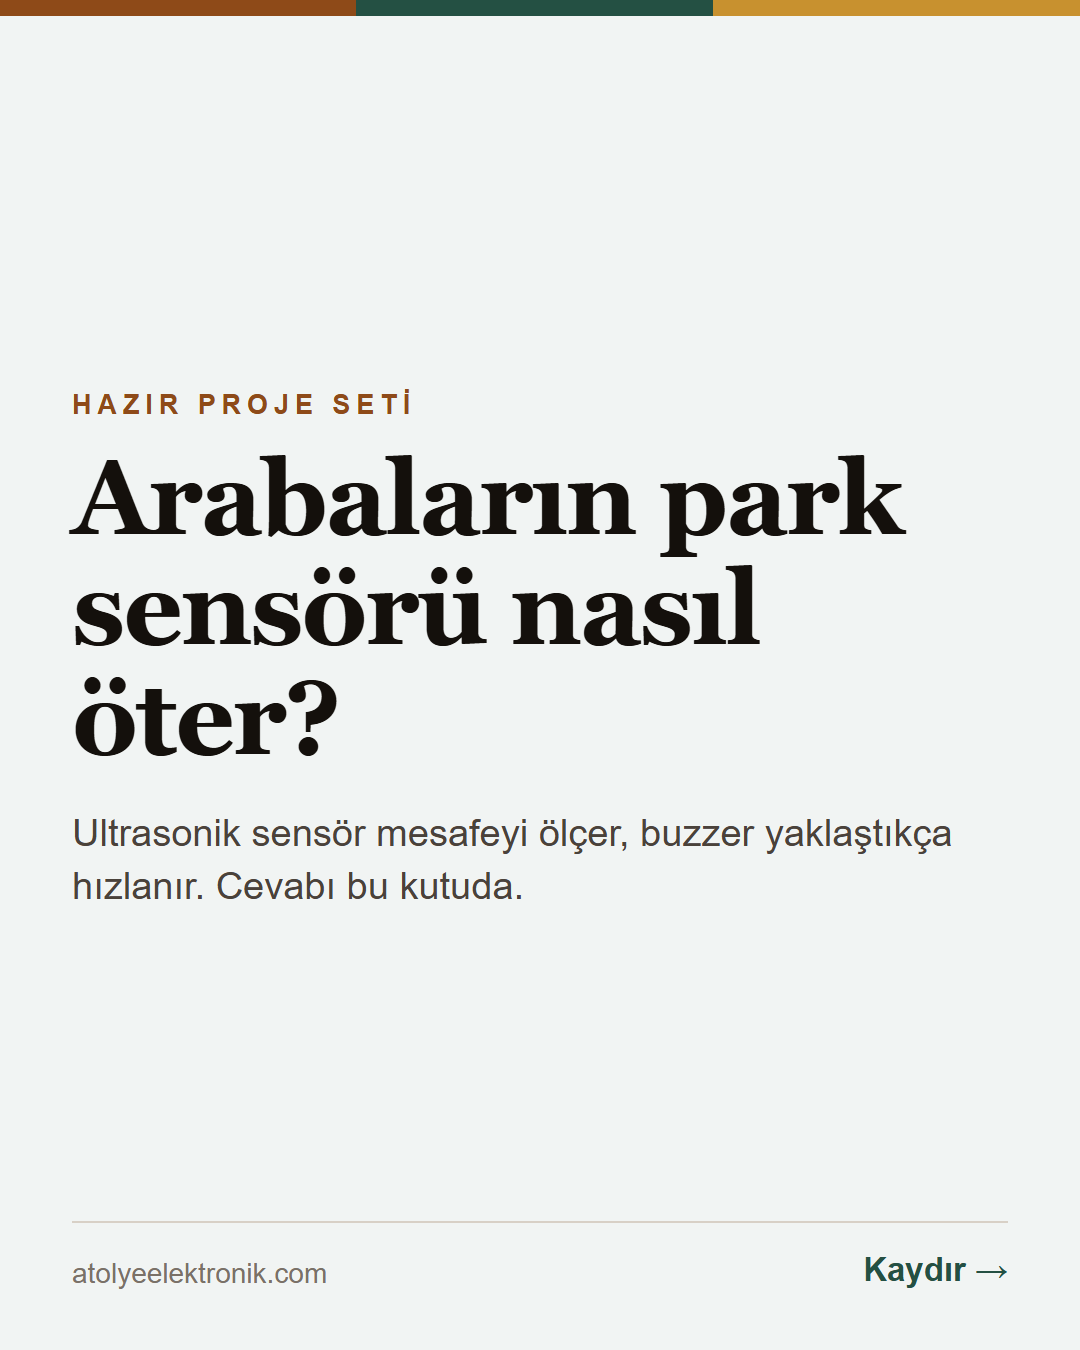 HAZIR PROJE SETİ
Arabaların park
sensörü nasıl
öter?
Ultrasonik sensör mesafeyi ölçer, buzzer yaklaştıkça
hızlanır. Cevabı bu kutuda.
atolyeelektronik.com
Kaydır →